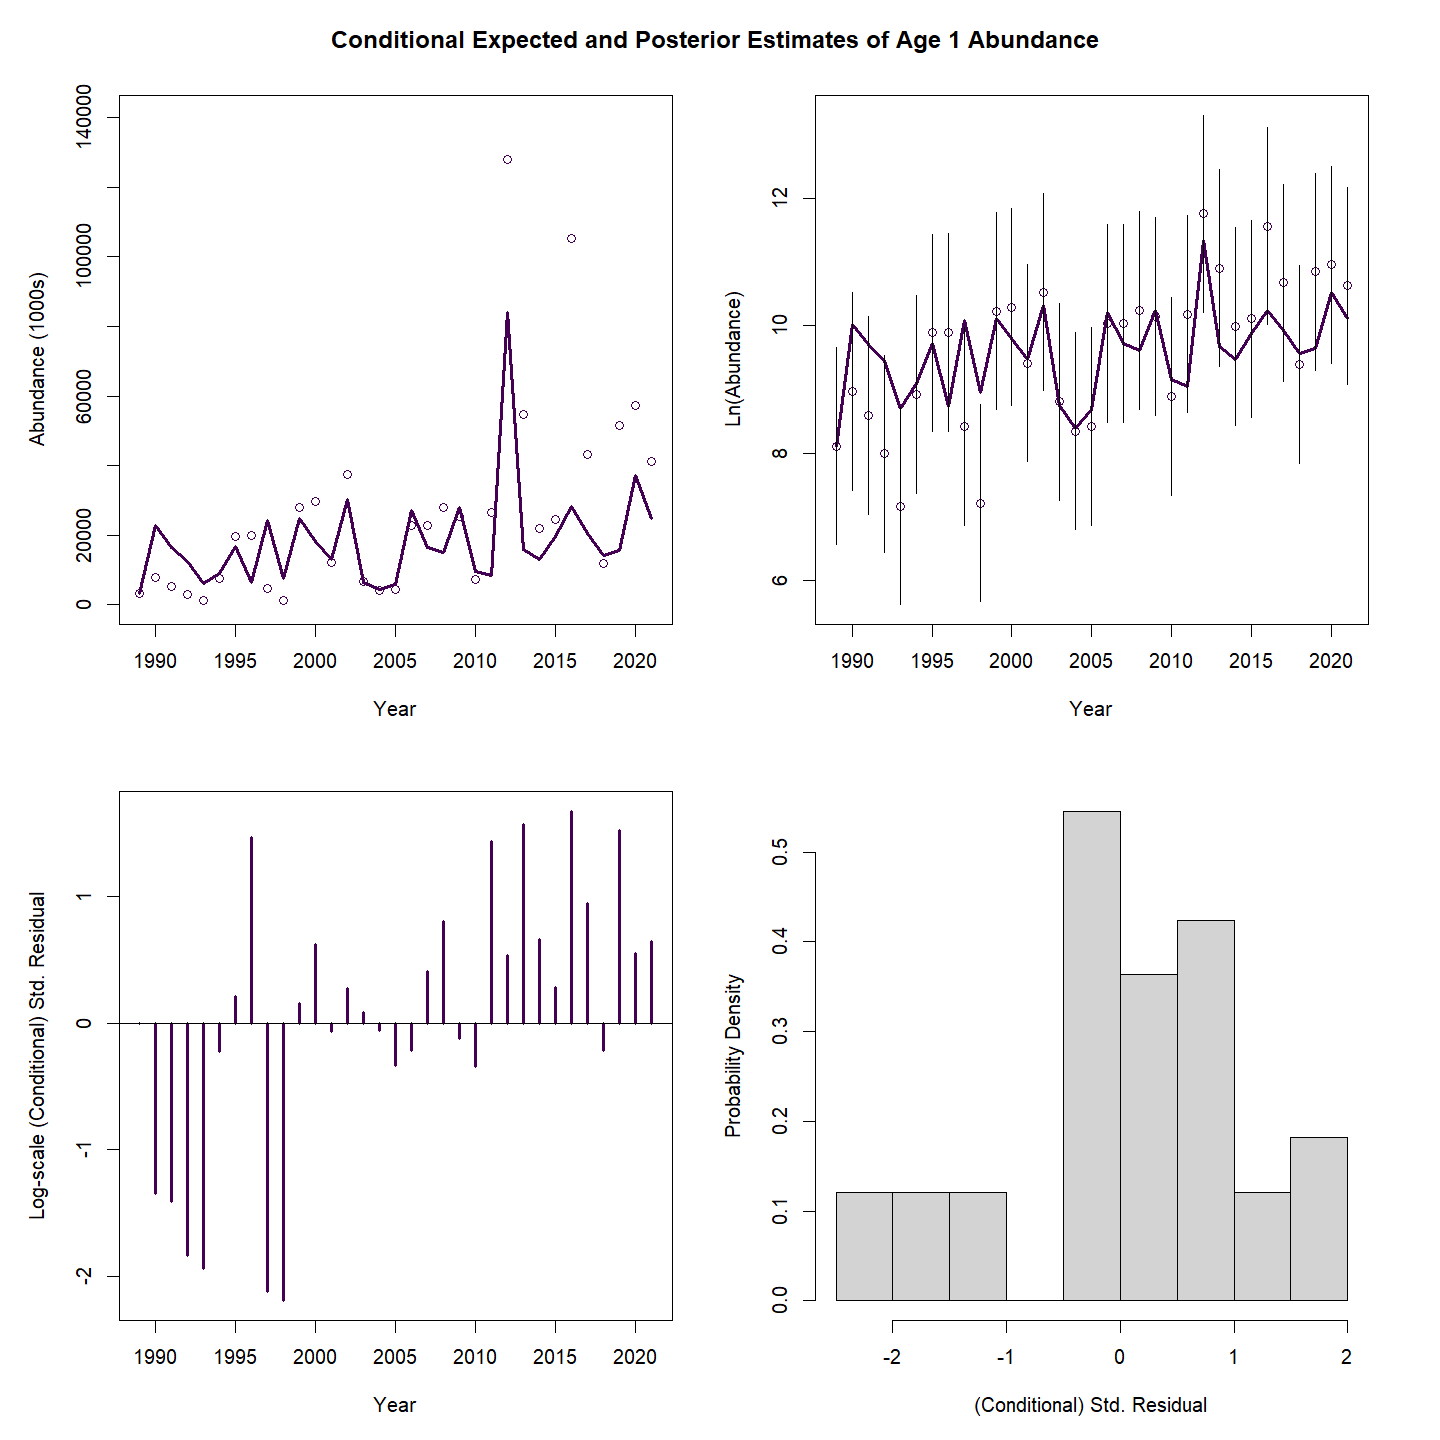 Conditional Expected and Posterior Estimates of Age 1 Abundance
Abundance (1000s)
140000
100000
60000
20000
0
1990 1995 2000 2005 2010 2015 2020
Year
Ln(Abundance)
12
10
8
6
1990 1995 2000 2005 2010 2015 2020
Year
Log-scale (Conditional) Std. Residual
1
0
-1
-2
1990 1995 2000 2005 2010 2015 2020
Year
Probability Density
0.5
0.4
0.3
0.2
0.1
0.0
-2 -1 0 1 2
(Conditional) Std. Residual